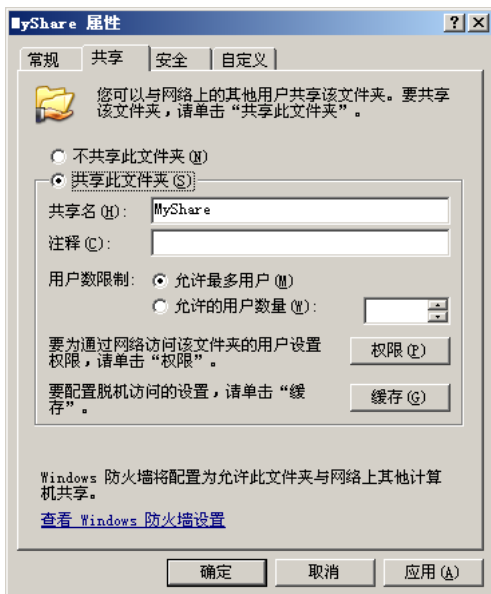 MyShare 属性
常规 共享 安全 自定义
您可以与网络上的其他用户共享该文件夹。要共享
该文件夹，请单击“共享此文件夹”。
不共享此文件夹(N)
共享此文件夹(S)
共享名(H): MyShare
注释(C):
用户数限制: 允许最多用户(M)
允许的用户数量(W):
要为通过网络访问该文件夹的用户设置
权限，请单击“权限”。
权限(P)
要配置脱机访问的设置，请单击“缓
存”。
缓存(G)
Windows 防火墙将配置为允许此文件夹与网络上其他计算
机共享。
查看 Windows 防火墙设置
确定 取消 应用(A)